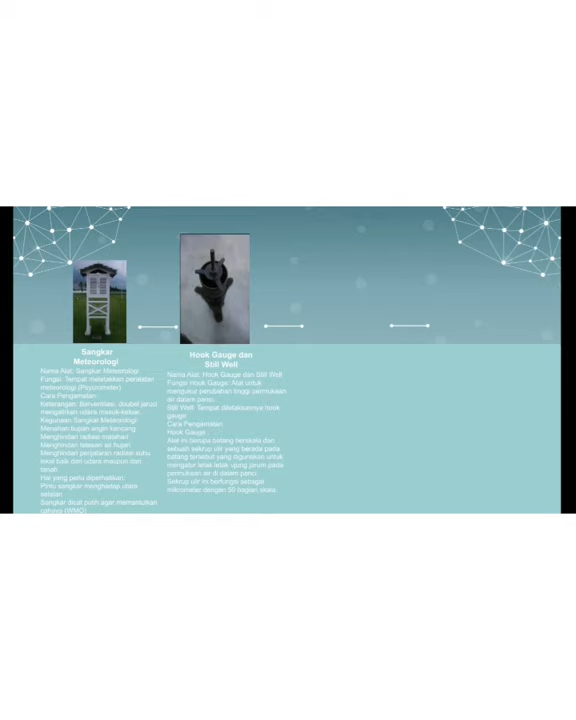 Sangkar
Meteorologi
Nama Alat: Sangkar Meteorologi
Fungsi: Tempat meletakkan peralatan
meteorologi (Psyurometer)
Cara Pengamatan:
Keterangan: Berventilasi, doubel jarusi
mengalirkan udara masuk-keluar.
Kegunaan Sangkar Meteorologi:
Menahan tiupan angin kencang
Menghindari radiasi matahari
Menghindari tetesan air hujan
Menghindari penjalaran radiasi suhu
lokal baik dari udara maupun dari
tanah
Hal yang perlu diperhatikan:
Pintu sangkar menghadap utara
selatan
Sangkar dicat putih agar memantulkan
cahaya (WMO)
Hook Gauge dan
Still Well
Nama Alat: Hook Gauge dan Still Well
Fungsi Hook Gauge: Alat untuk
mengukur perubahan tinggi permukaan
air dalam panci.
Still Well: Tempat diletakkannya hook
gauge
Cara Pengamatan
Hook Gauge :
Alat ini berupa batang berskala dan
sebuah sekrup ulir yang berada pada
batang tersebut yang digunakan untuk
mengatur letak ujung jarum pada
permukaan air di dalam panci.
Sekrup ulir ini berfungsi sebagai
mikrometer dengan 50 bagian skala.